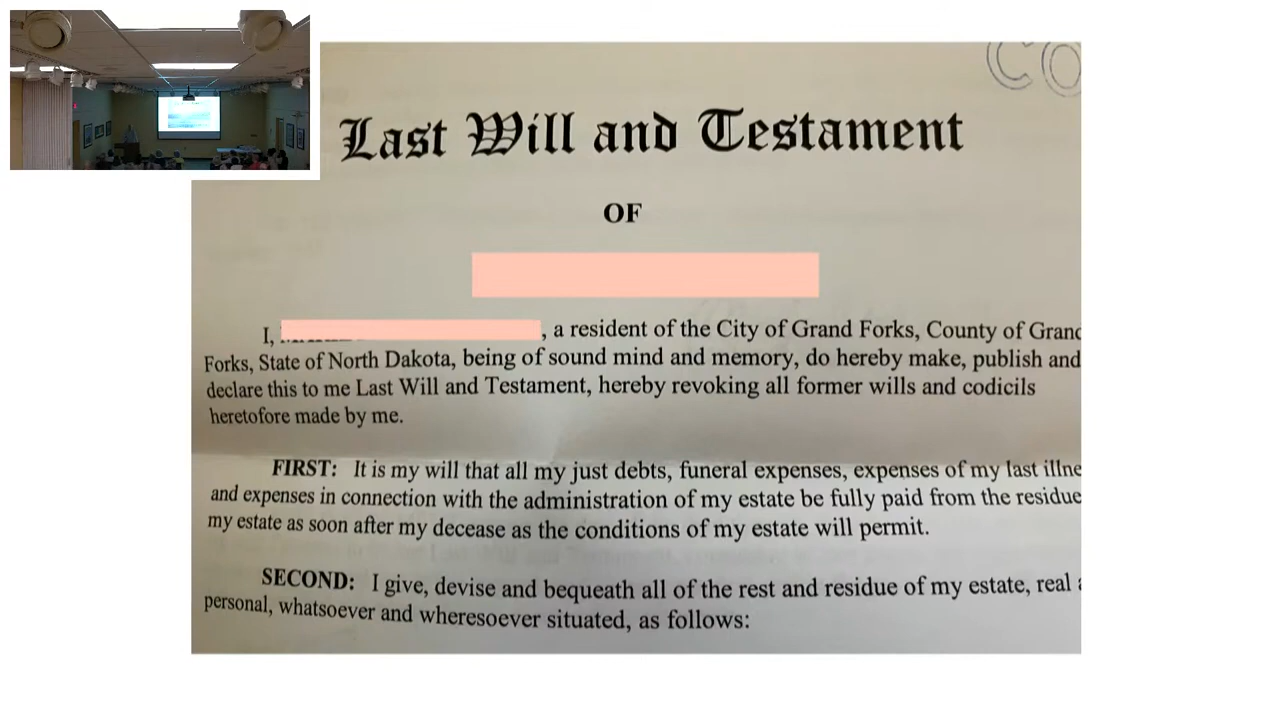 CO
Last Will and Testament
OF
I, , a resident of the City of Grand Forks, County of Grand
Forks, State of North Dakota, being of sound mind and memory, do hereby make, publish and
declare this to me Last Will and Testament, hereby revoking all former wills and codicils
heretofore made by me.
FIRST: It is my will that all my just debts, funeral expenses, expenses of my last illne
and expenses in connection with the administration of my estate be fully paid from the residue
my estate as soon after my decease as the conditions of my estate will permit.
SECOND: I give, devise and bequeath all of the rest and residue of my estate, real
personal, whatsoever and wheresoever situated, as follows: